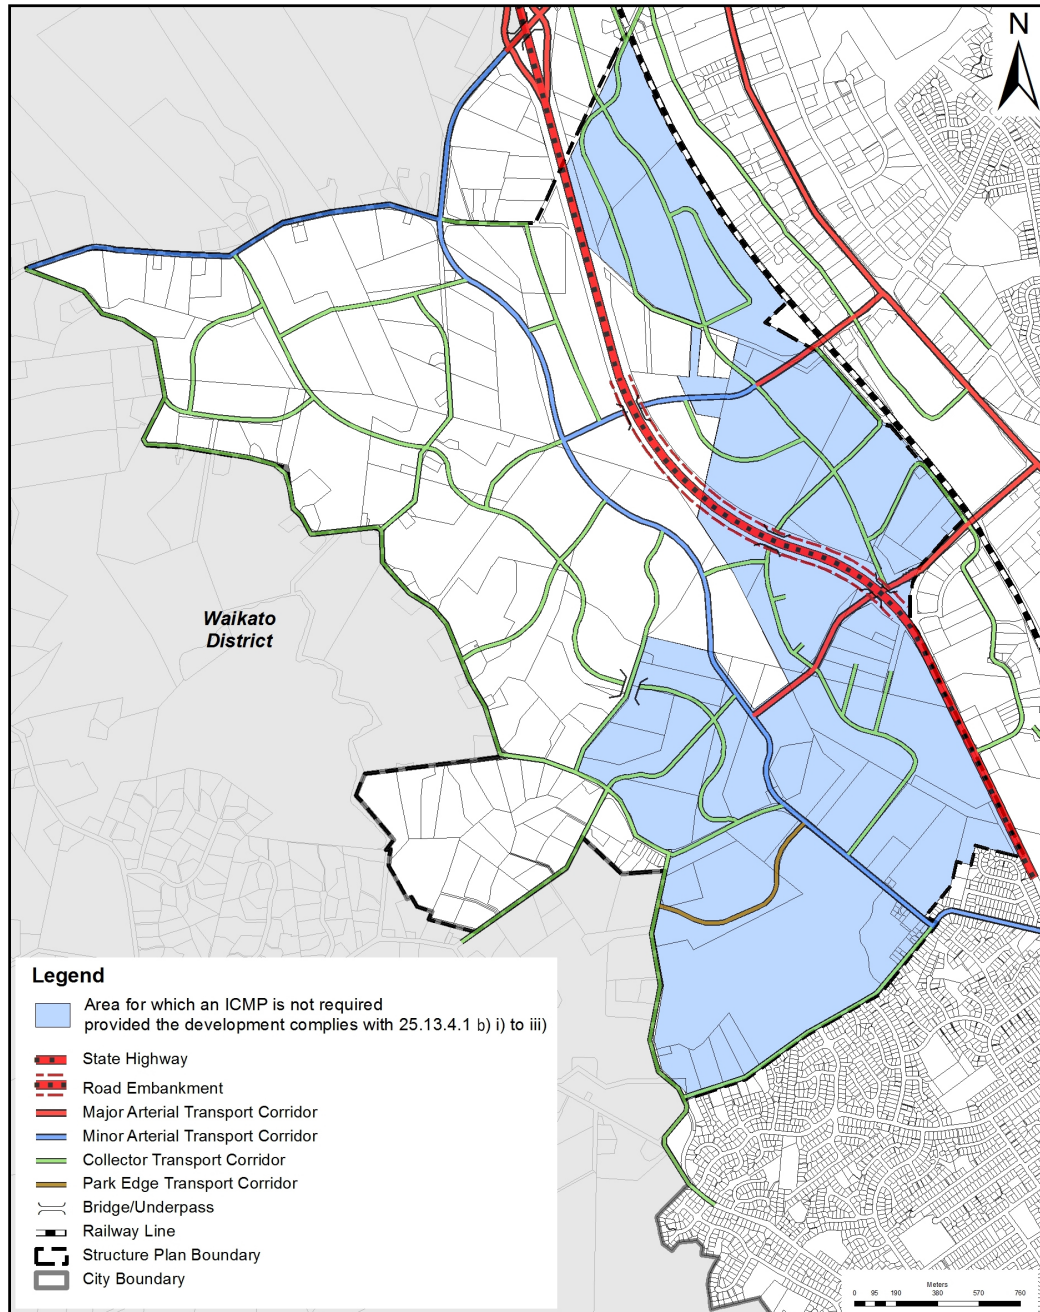 N
Waikato
District
Legend
Area for which an ICMP is not required
provided the development complies with 25.13.4.1 b) i) to iii)
State Highway
Road Embankment
Major Arterial Transport Corridor
Minor Arterial Transport Corridor
Collector Transport Corridor
Park Edge Transport Corridor
Bridge/Underpass
Railway Line
Structure Plan Boundary
City Boundary
Meters
0 95 190 380 570 760